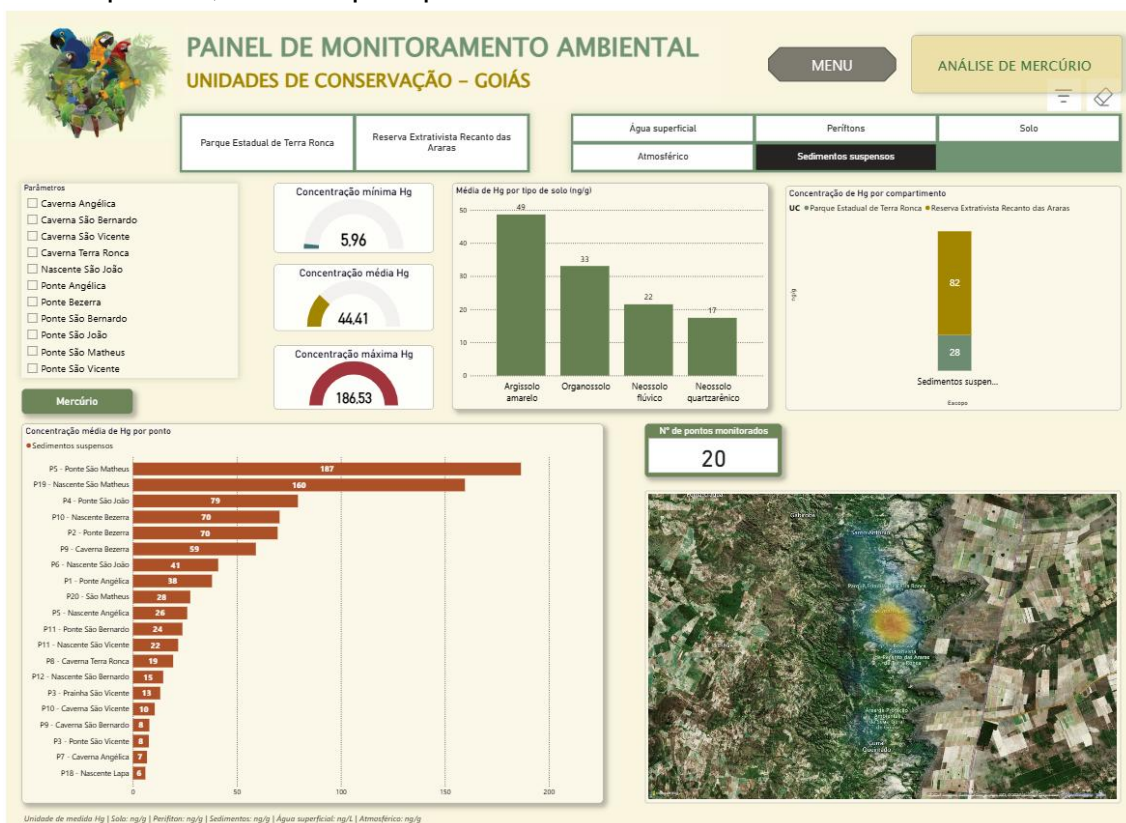 PAINEL DE MONITORAMENTO AMBIENTAL
UNIDADES DE CONSERVAÇÃO – GOIÁS
MENU
ANÁLISE DE MERCÚRIO
Parque Estadual de Terra Ronca
Reserva Extrativista Recanto das
Araras
Água superficial
Perifítons
Solo
Atmosférico
Sedimentos suspensos
Parâmetros
Caverna Angélica
Caverna São Bernardo
Caverna São Vicente
Caverna Terra Ronca
Nascente São João
Ponte Angélica
Ponte Bezerra
Ponte São Bernardo
Ponte São João
Ponte São Matheus
Ponte São Vicente
Mercúrio
Concentração mínima Hg
5,96
Concentração média Hg
44,41
Concentração máxima Hg
186,53
Média de Hg por tipo de solo (ng/g)
50
40
30
20
10
0
49
33
22
17
Argissolo
amarelo
Organossolo
Neossolo
flúvico
Neossolo
quartzarênico
Concentração de Hg por compartimento
UC Parque Estadual de Terra Ronca Reserva Extrativista Recanto das Araras
ng/g
82
28
Sedimentos suspen...
Escopo
Concentração média de Hg por ponto
Sedimentos suspensos
P5 - Ponte São Matheus 187
P19 - Nascente São Matheus 160
P4 - Ponte São João 79
P10 - Nascente Bezerra 70
P2 - Ponte Bezerra 70
P9 - Caverna Bezerra 59
P6 - Nascente São João 41
P1 - Ponte Angélica 38
P20 - São Matheus 28
P5 - Nascente Angélica 26
P11 - Ponte São Bernardo 24
P11 - Nascente São Vicente 22
P8 - Caverna Terra Ronca 19
P12 - Nascente São Bernardo 15
P3 - Prainha São Vicente 13
P10 - Caverna São Vicente 10
P9 - Caverna São Bernardo 8
P3 - Ponte São Vicente 8
P7 - Caverna Angélica 7
P18 - Nascente Lapa 6
0 50 100 150 200
N° de pontos monitorados
20
Unidade de medida Hg | Solo: ng/g | Perifiton: ng/g | Sedimentos: ng/g | Água superficial: ng/L | Atmosférico: ng/g